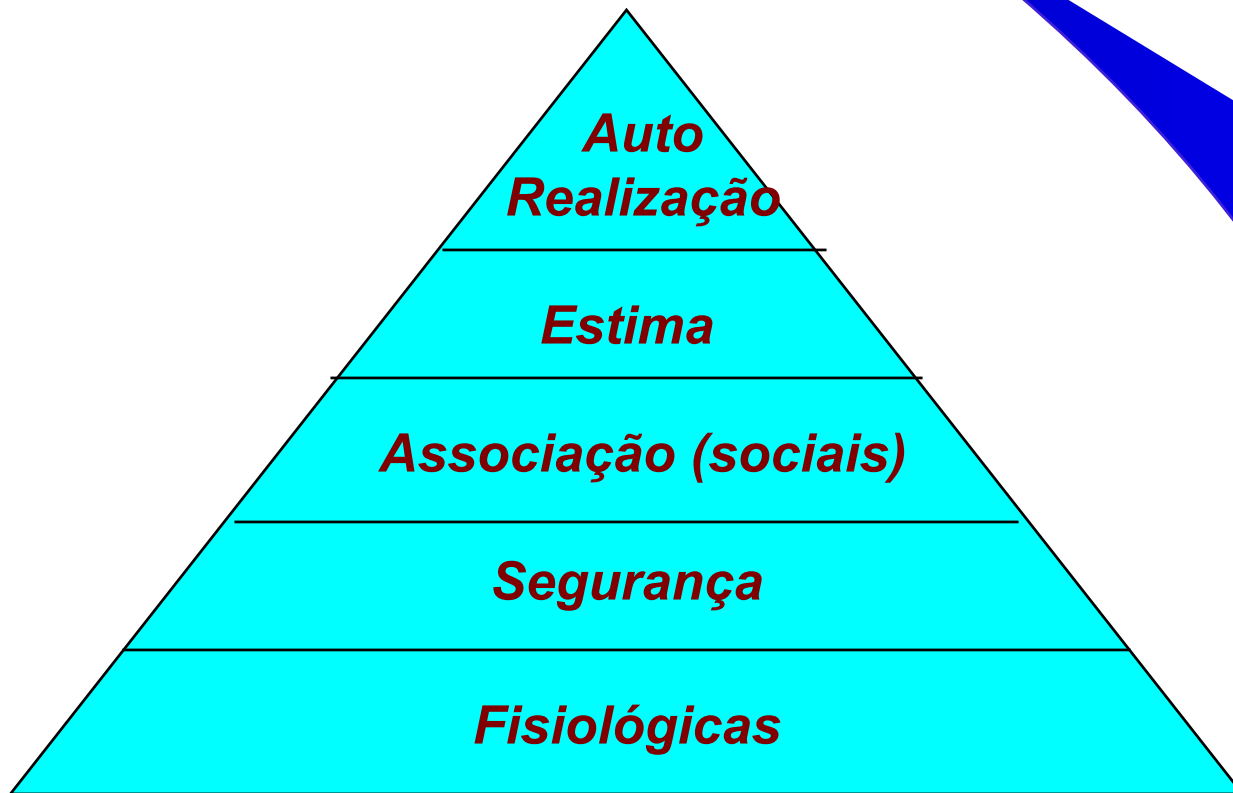 Auto
Realização
Estima
Associação (sociais)
Segurança
Fisiológicas